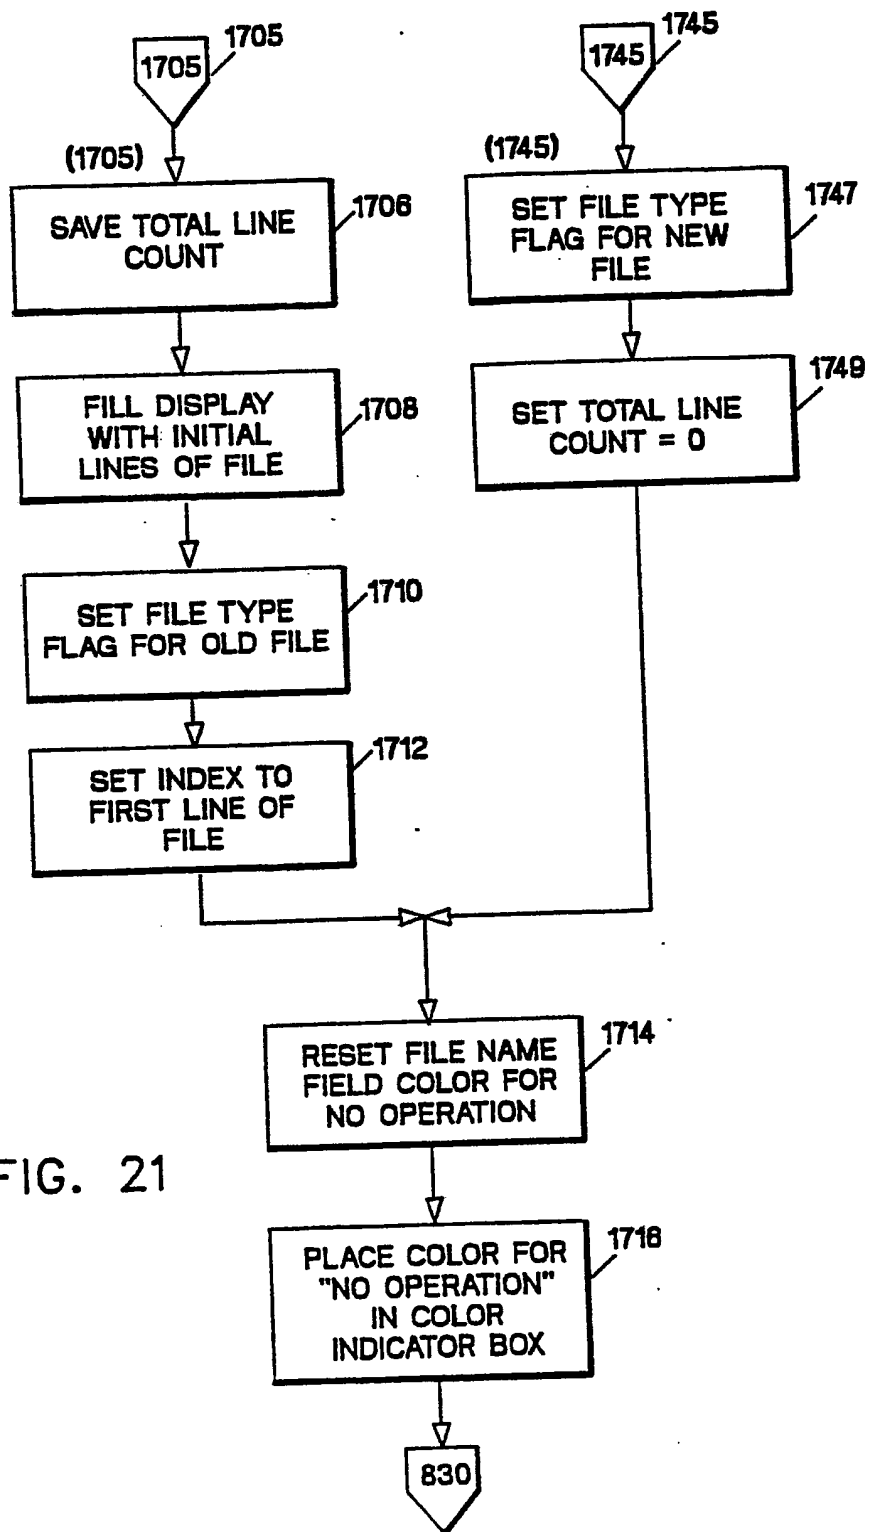 1705
1705
(1705)
SAVE TOTAL LINE
COUNT
1706
FILL DISPLAY
WITH INITIAL
LINES OF FILE
1708
SET FILE TYPE
FLAG FOR OLD FILE
1710
SET INDEX TO
FIRST LINE OF
FILE
1712
1745
1745
(1745)
SET FILE TYPE
FLAG FOR NEW
FILE
1747
SET TOTAL LINE
COUNT = 0
1749
RESET FILE NAME
FIELD COLOR FOR
NO OPERATION
1714
PLACE COLOR FOR
"NO OPERATION"
IN COLOR
INDICATOR BOX
1716
830
FIG. 21